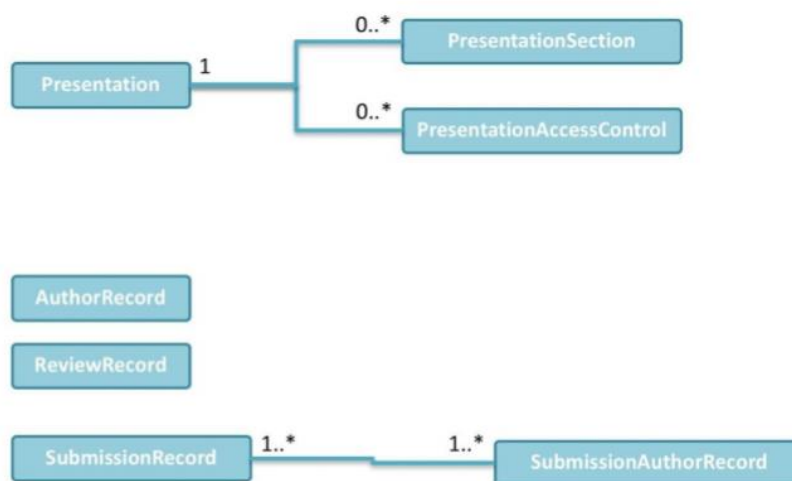 0..*
PresentationSection
1
Presentation
0..*
PresentationAccessControl
AuthorRecord
ReviewRecord
SubmissionRecord
1..*
1..*
SubmissionAuthorRecord